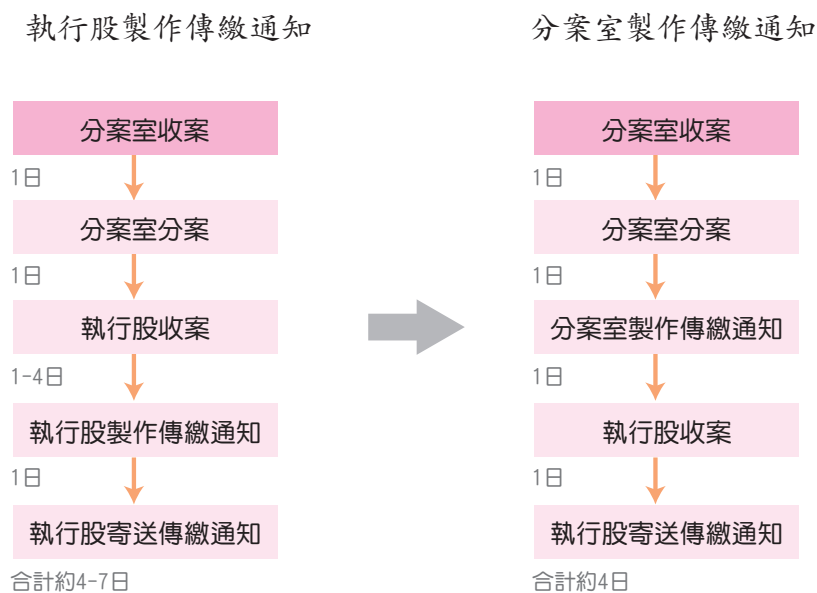 執行股製作傳繳通知
分案室收案
1日
分案室分案
1日
執行股收案
1-4日
執行股製作傳繳通知
1日
執行股寄送傳繳通知
合計約4-7日
分案室製作傳繳通知
分案室收案
1日
分案室分案
1日
分案室製作傳繳通知
1日
執行股收案
1日
執行股寄送傳繳通知
合計約4日